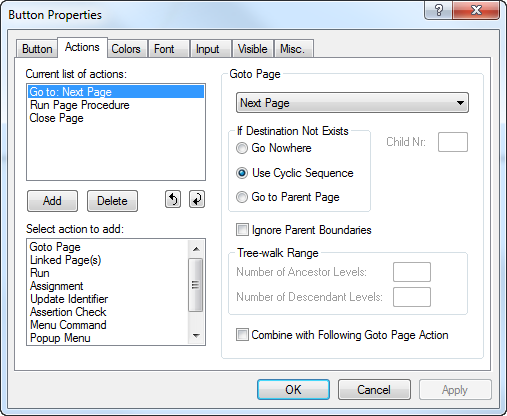 Button Properties
?
Button
Actions
Colors
Font
Input
Visible
Misc.
Current list of actions:
Go to: Next Page
Run Page Procedure
Close Page
Add
Delete
Select action to add:
Goto Page
Linked Page(s)
Run
Assignment
Update Identifier
Assertion Check
Menu Command
Popup Menu
Goto Page
Next Page
If Destination Not Exists
Go Nowhere
Use Cyclic Sequence
Go to Parent Page
Child Nr:
Ignore Parent Boundaries
Tree-walk Range
Number of Ancestor Levels:
Number of Descendant Levels:
Combine with Following Goto Page Action
OK
Cancel
Apply